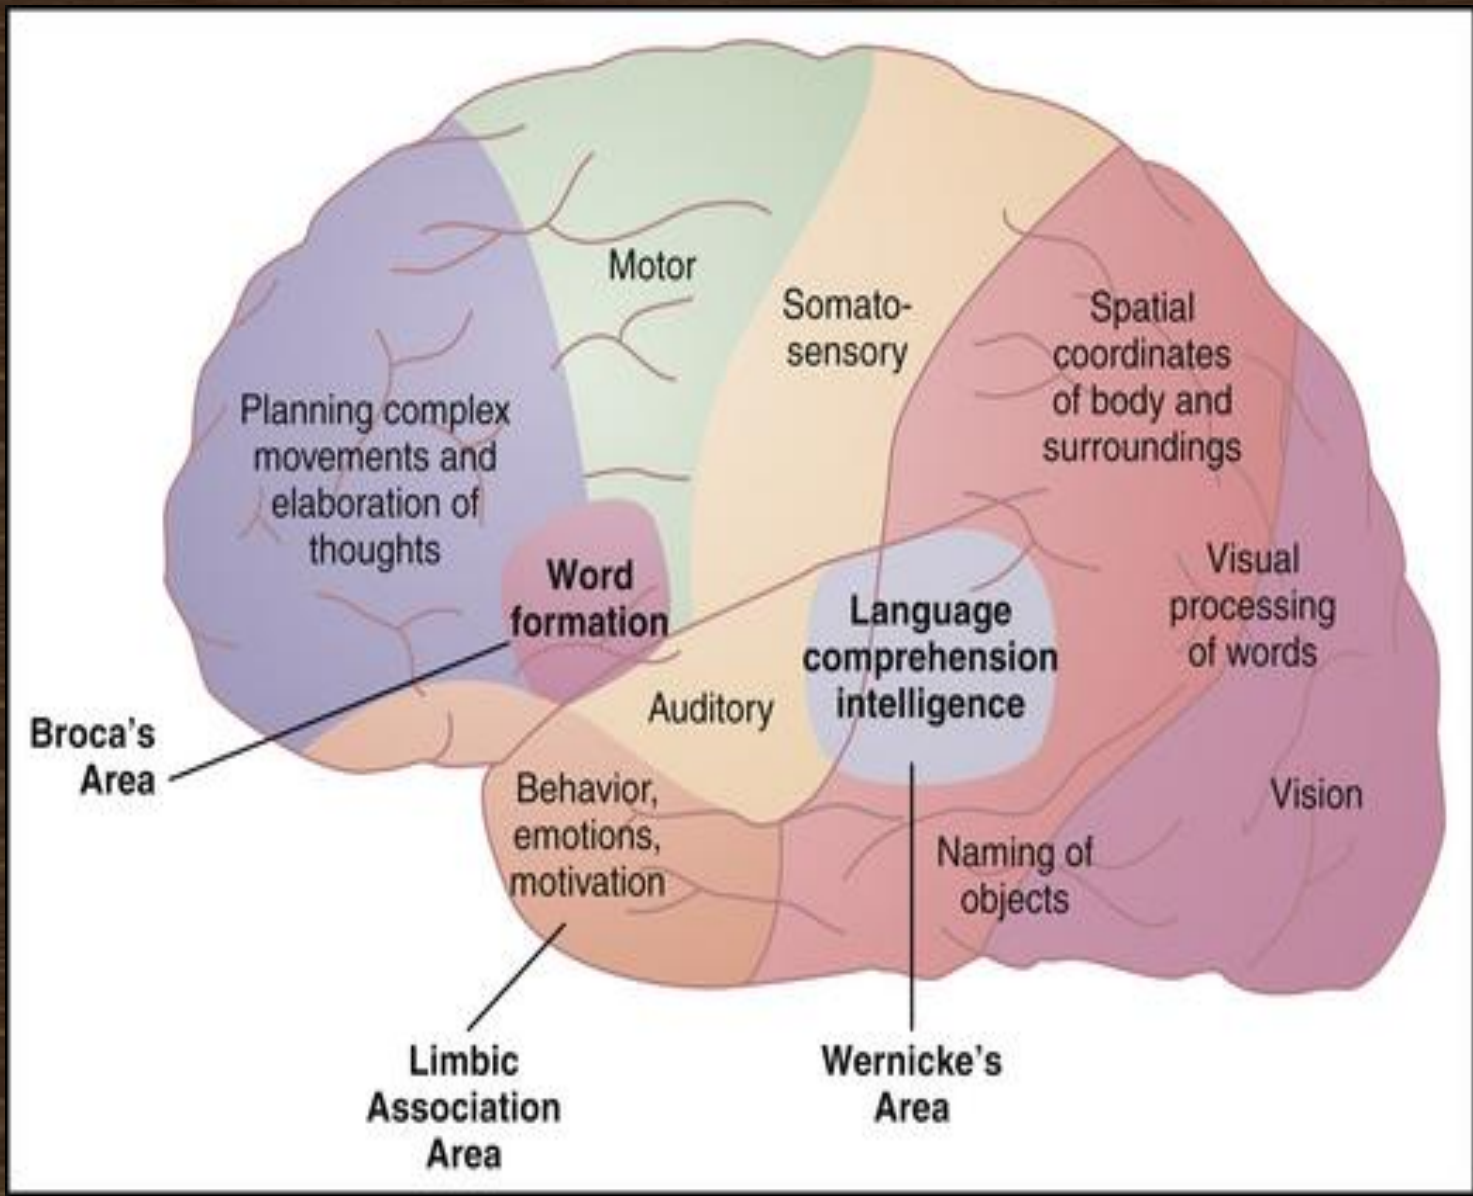 Motor
Somato-
sensory
Spatial
coordinates
of body and
surroundings
Planning complex
movements and
elaboration of
thoughts
Word
formation
Language
comprehension
intelligence
Visual
processing
of words
Auditory
Broca's
Area
Behavior,
emotions,
motivation
Vision
Naming of
objects
Limbic
Association
Area
Wernicke's
Area